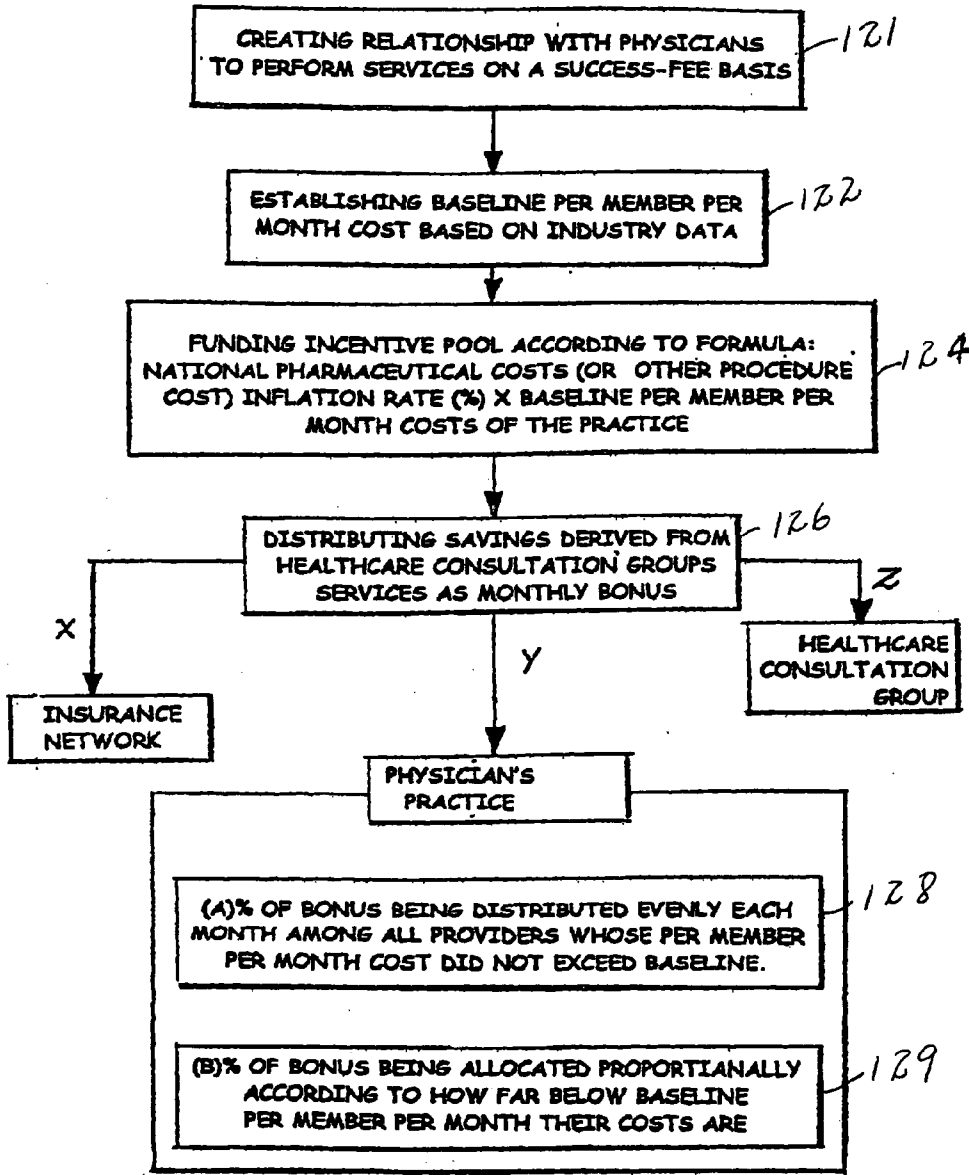 CREATING RELATIONSHIP WITH PHYSICIANS
TO PERFORM SERVICES ON A SUCCESS-FEE BASIS
121
ESTABLISHING BASELINE PER MEMBER PER
MONTH COST BASED ON INDUSTRY DATA
122
FUNDING INCENTIVE POOL ACCORDING TO FORMULA:
NATIONAL PHARMACEUTICAL COSTS (OR OTHER PROCEDURE
COST) INFLATION RATE (%) X BASELINE PER MEMBER PER
MONTH COSTS OF THE PRACTICE
124
DISTRIBUTING SAVINGS DERIVED FROM
HEALTHCARE CONSULTATION GROUPS
SERVICES AS MONTHLY BONUS
126
X
Y
Z
INSURANCE
NETWORK
HEALTHCARE
CONSULTATION
GROUP
PHYSICIAN'S
PRACTICE
(A)% OF BONUS BEING DISTRIBUTED EVENLY EACH
MONTH AMONG ALL PROVIDERS WHOSE PER MEMBER
PER MONTH COST DID NOT EXCEED BASELINE.
128
(B)% OF BONUS BEING ALLOCATED PROPORTIANALLY
ACCORDING TO HOW FAR BELOW BASELINE
PER MEMBER PER MONTH THEIR COSTS ARE
129